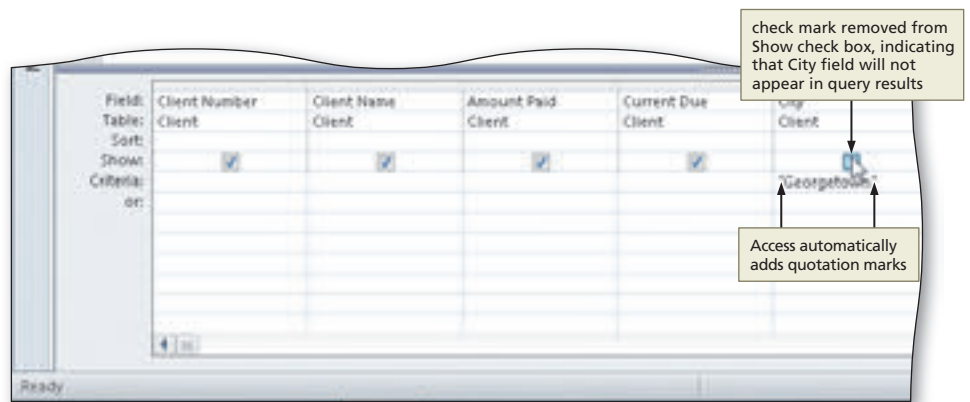 check mark removed from
Show check box, indicating
that City field will not
appear in query results
Field: Client Number Client Name Amount Paid Current Due City
Table: Client Client Client Client Client
Sort:
Show:
Criteria: "Georgetown"
or:
Access automatically
adds quotation marks
Ready